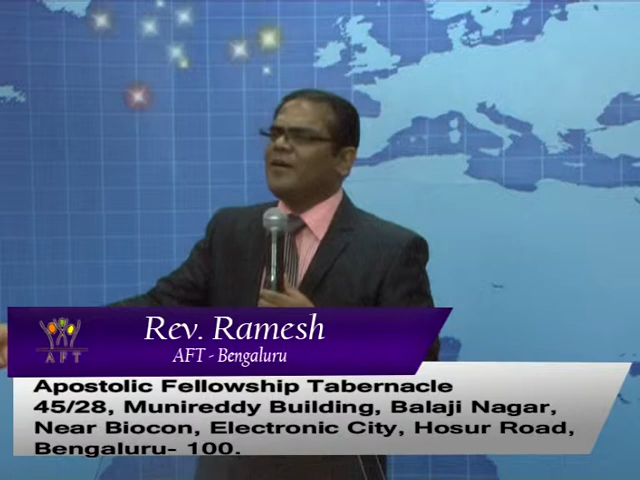 Rev. Ramesh
AFT - Bengaluru
A F T
Apostolic Fellowship Tabernacle
45/28, Munireddy Building, Balaji Nagar,
Near Biocon, Electronic City, Hosur Road,
Bengaluru- 100.